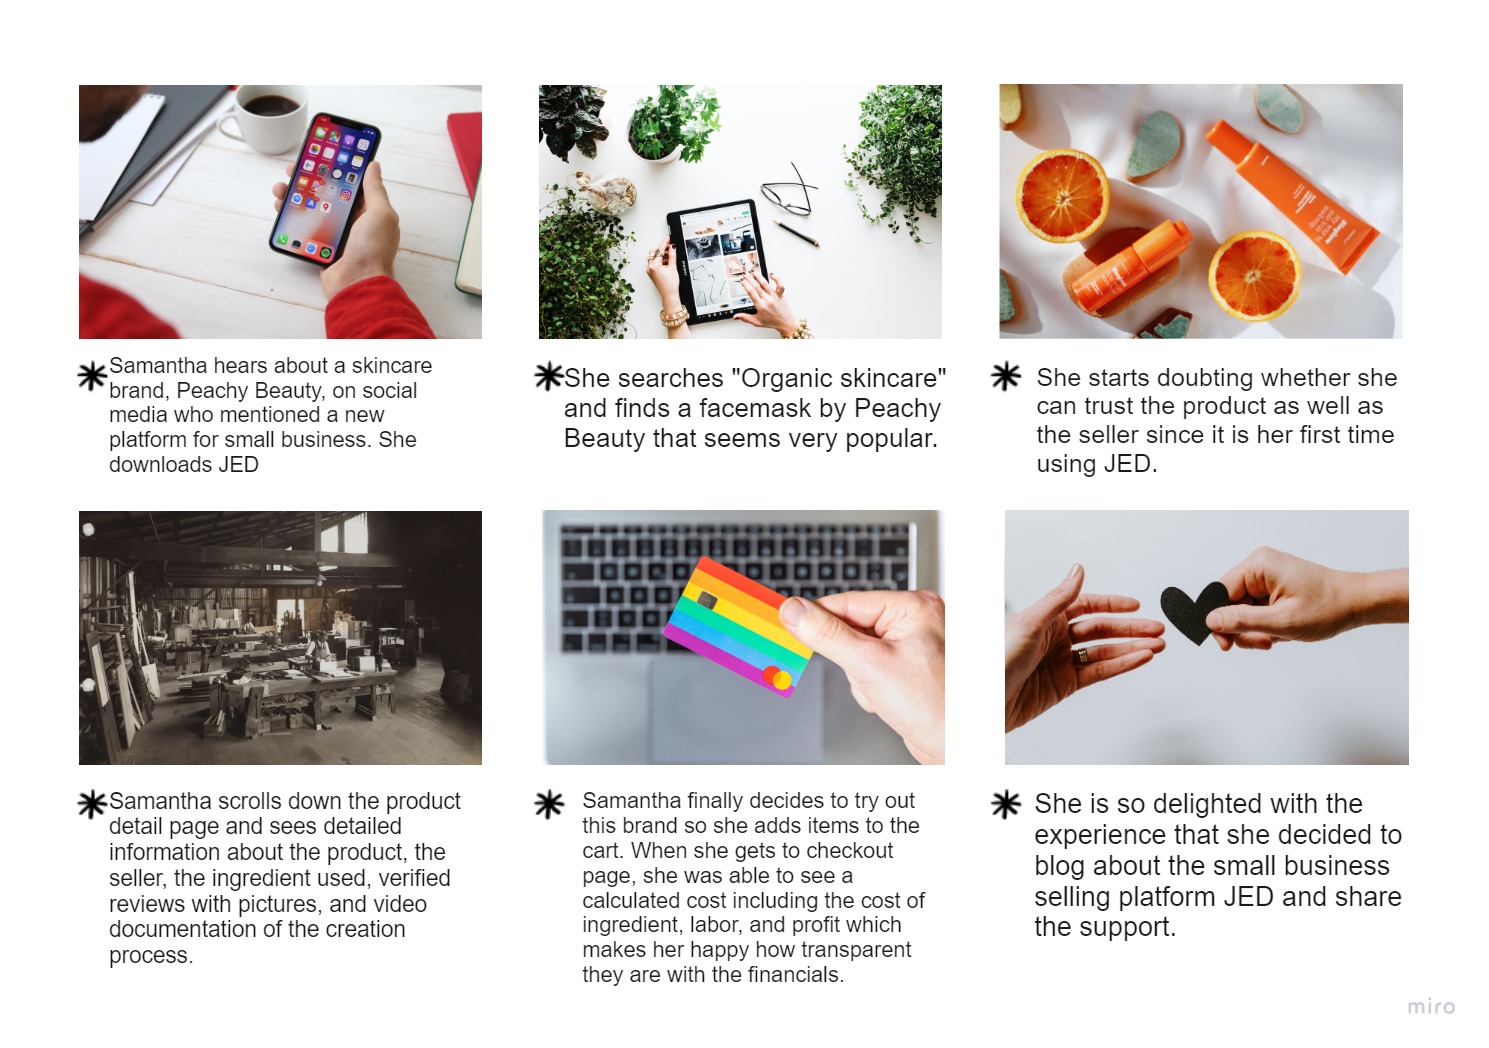 Samantha hears about a skincare
brand, Peachy Beauty, on social
media who mentioned a new
platform for small business. She
downloads JED
She searches "Organic skincare"
and finds a facemask by Peachy
Beauty that seems very popular.
She starts doubting whether she
can trust the product as well as
the seller since it is her first time
using JED.
Samantha scrolls down the product
detail page and sees detailed
information about the product, the
seller, the ingredient used, verified
reviews with pictures, and video
documentation of the creation
process.
Samantha finally decides to try out
this brand so she adds items to the
cart. When she gets to checkout
page, she was able to see a
calculated cost including the cost of
ingredient, labor, and profit which
makes her happy how transparent
they are with the financials.
She is so delighted with the
experience that she decided to
blog about the small business
selling platform JED and share
the support.
miro